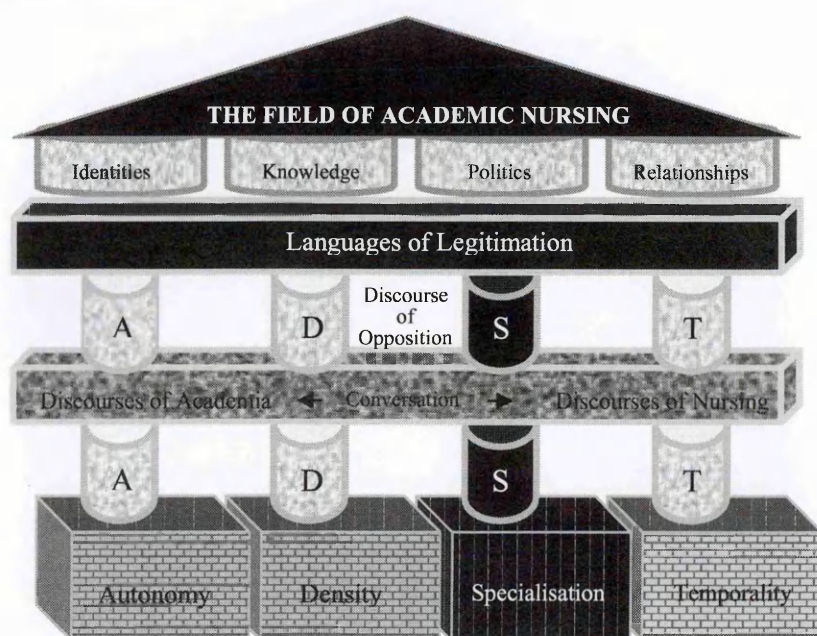 THE FIELD OF ACADEMIC NURSING
Identities Knowledge Politics Relationships
Languages of Legitimation
Discourse
of
Opposition
A D S T
Discourses of Academia Conversation Discourses of Nursing
A D S T
Autonomy Density Specialisation Temporality